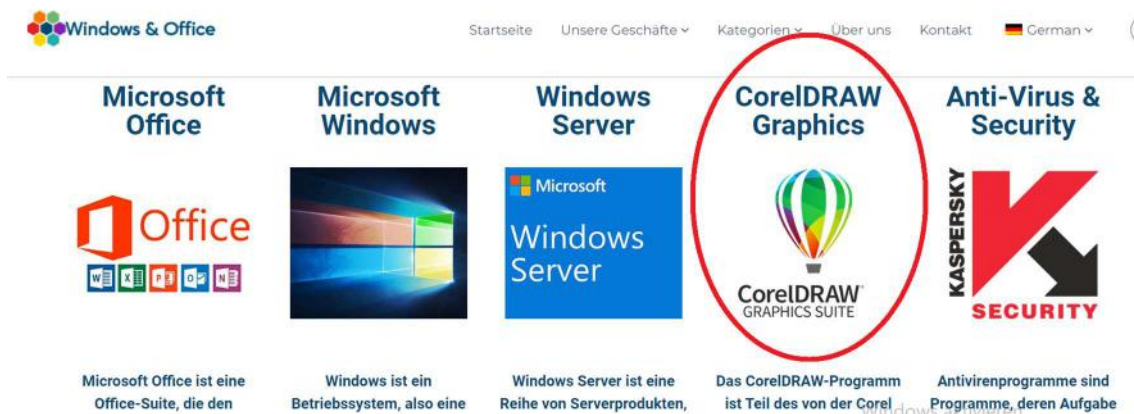 Windows & Office
Startseite Unsere Geschäfte Kategorien Über uns Kontakt German
Microsoft Office
Microsoft Windows
Windows Server
CorelDRAW Graphics
Anti-Virus & Security
Office
W X P O N
Microsoft
Windows
Server
CorelDRAW
GRAPHICS SUITE
KASPERSKY
SECURITY
Microsoft Office ist eine
Office-Suite, die den
Windows ist ein
Betriebssystem, also eine
Windows Server ist eine
Reihe von Serverprodukten,
Das CorelDRAW-Programm
ist Teil des von der Corel
Antivirenprogramme sind
Programme, deren Aufgabe
Windows aktivieren